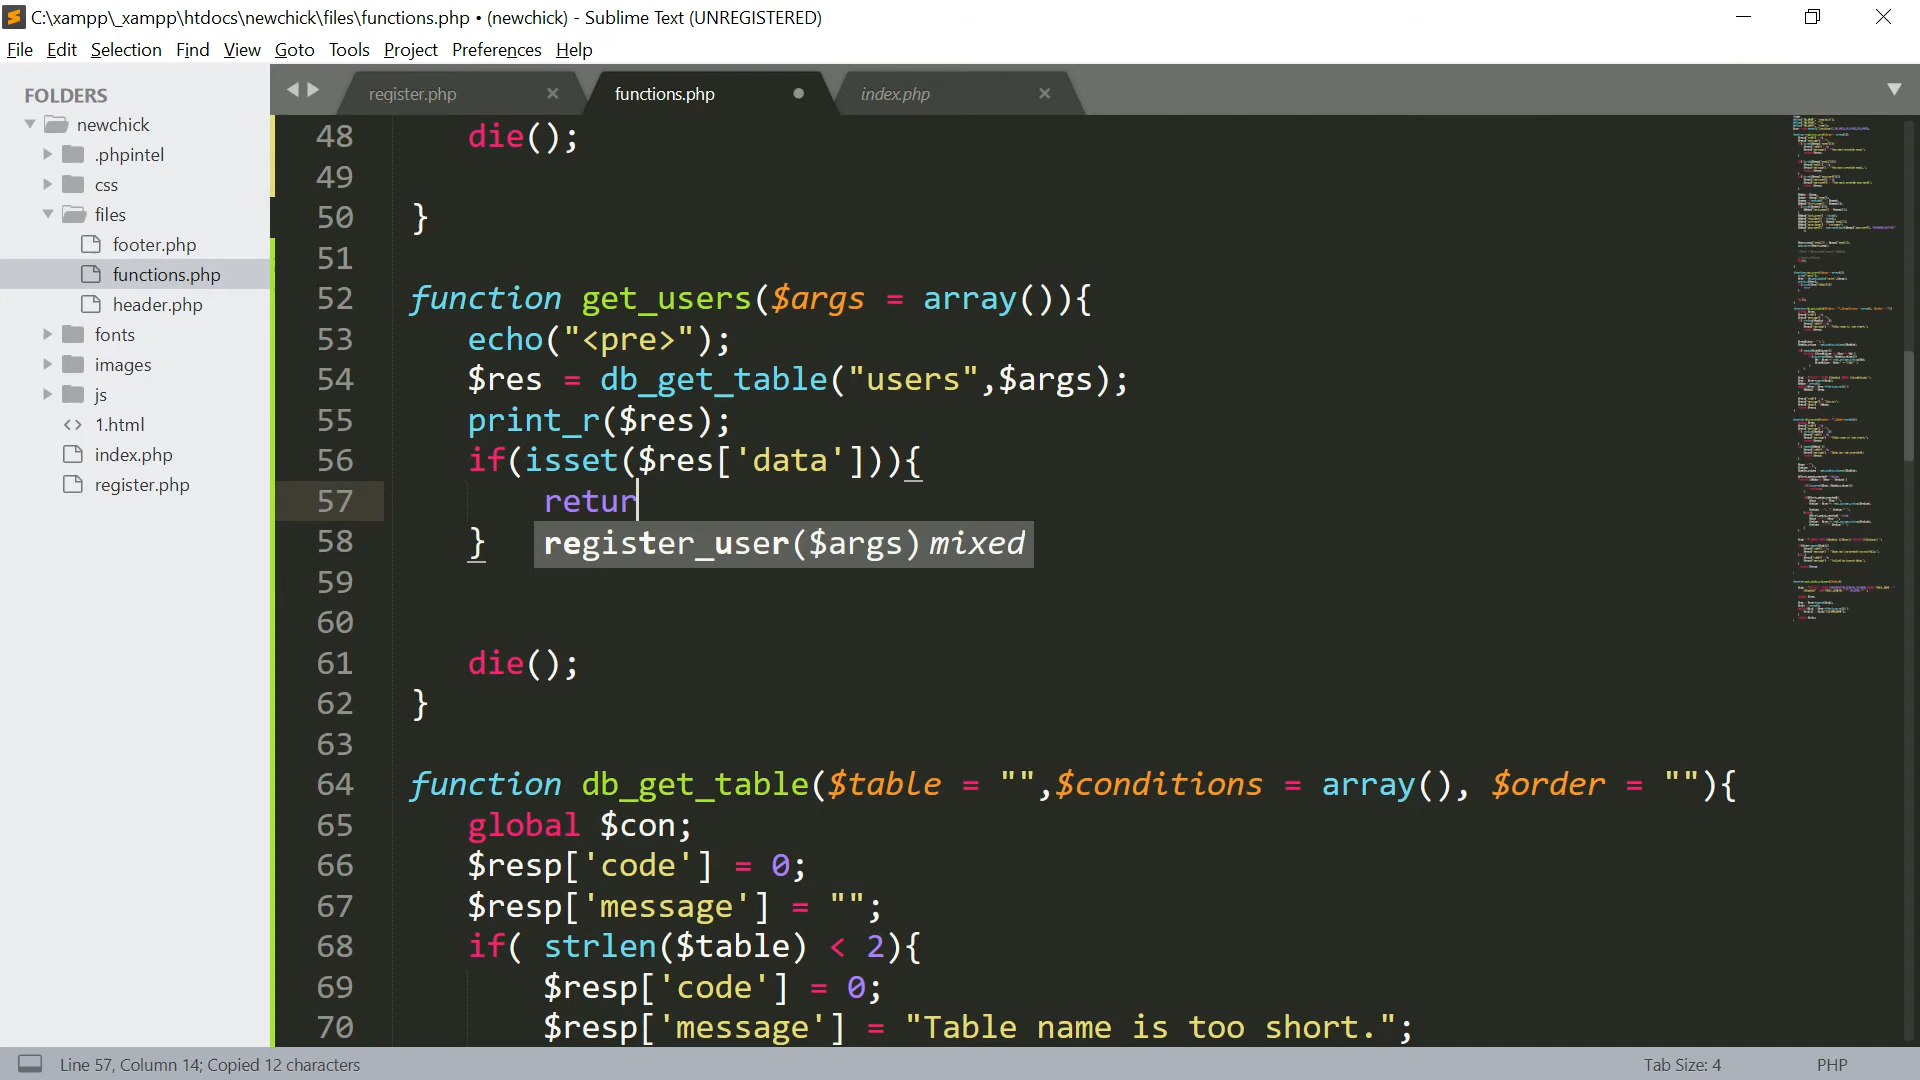 C:\xampp\_xampp\htdocs\newchick\files\functions.php • (newchick) - Sublime Text (UNREGISTERED)
File Edit Selection Find View Goto Tools Project Preferences Help
FOLDERS
newchick
.phpintel
css
files
footer.php
functions.php
header.php
fonts
images
js
<> 1.html
index.php
register.php
register.php × functions.php index.php ×
48 die();
49
50 }
51
52 function get_users($args = array()){
53 echo("<pre>");
54 $res = db_get_table("users",$args);
55 print_r($res);
56 if(isset($res['data'])){
57 retur
58 }
register_user($args) mixed
59
60
61 die();
62 }
63
64 function db_get_table($table = "",$conditions = array(), $order = ""){
65 global $con;
66 $resp['code'] = 0;
67 $resp['message'] = "";
68 if( strlen($table) < 2){
69 $resp['code'] = 0;
70 $resp['message'] = "Table name is too short.";
Line 57, Column 14; Copied 12 characters
Tab Size: 4
PHP